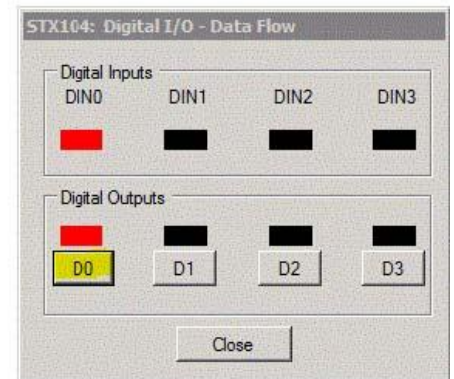 STX104: Digital I/O - Data Flow
Digital Inputs
DIN0 DIN1 DIN2 DIN3
Digital Outputs
D0 D1 D2 D3
Close